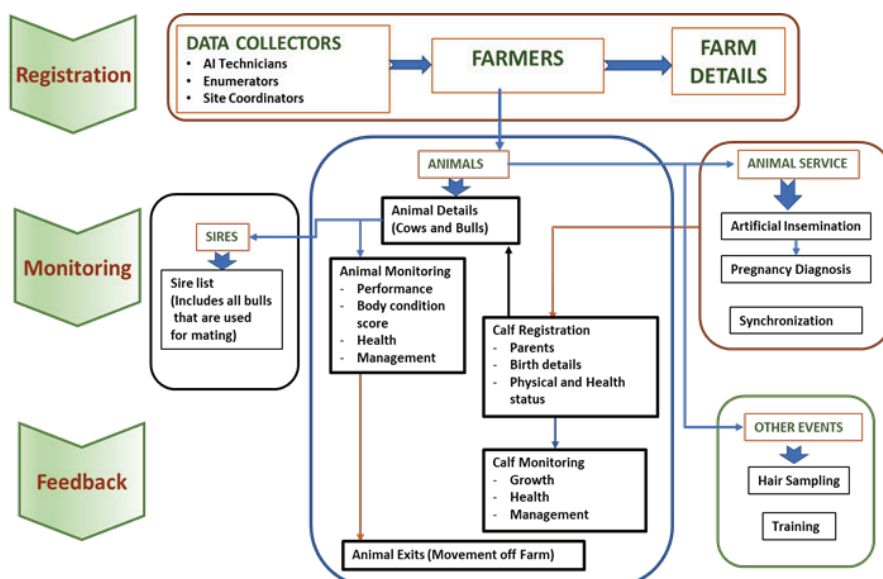 Registration
DATA COLLECTORS
• AI Technicians
• Enumerators
• Site Coordinators
FARMERS
FARM
DETAILS
Monitoring
SIRES
Sire list
(Includes all bulls
that are used
for mating)
ANIMALS
Animal Details
(Cows and Bulls)
Animal Monitoring
- Performance
- Body condition
score
- Health
- Management
Calf Registration
- Parents
- Birth details
- Physical and Health
status
ANIMAL SERVICE
Artificial Insemination
Pregnancy Diagnosis
Synchronization
Feedback
Calf Monitoring
- Growth
- Health
- Management
Animal Exits (Movement off Farm)
OTHER EVENTS
Hair Sampling
Training